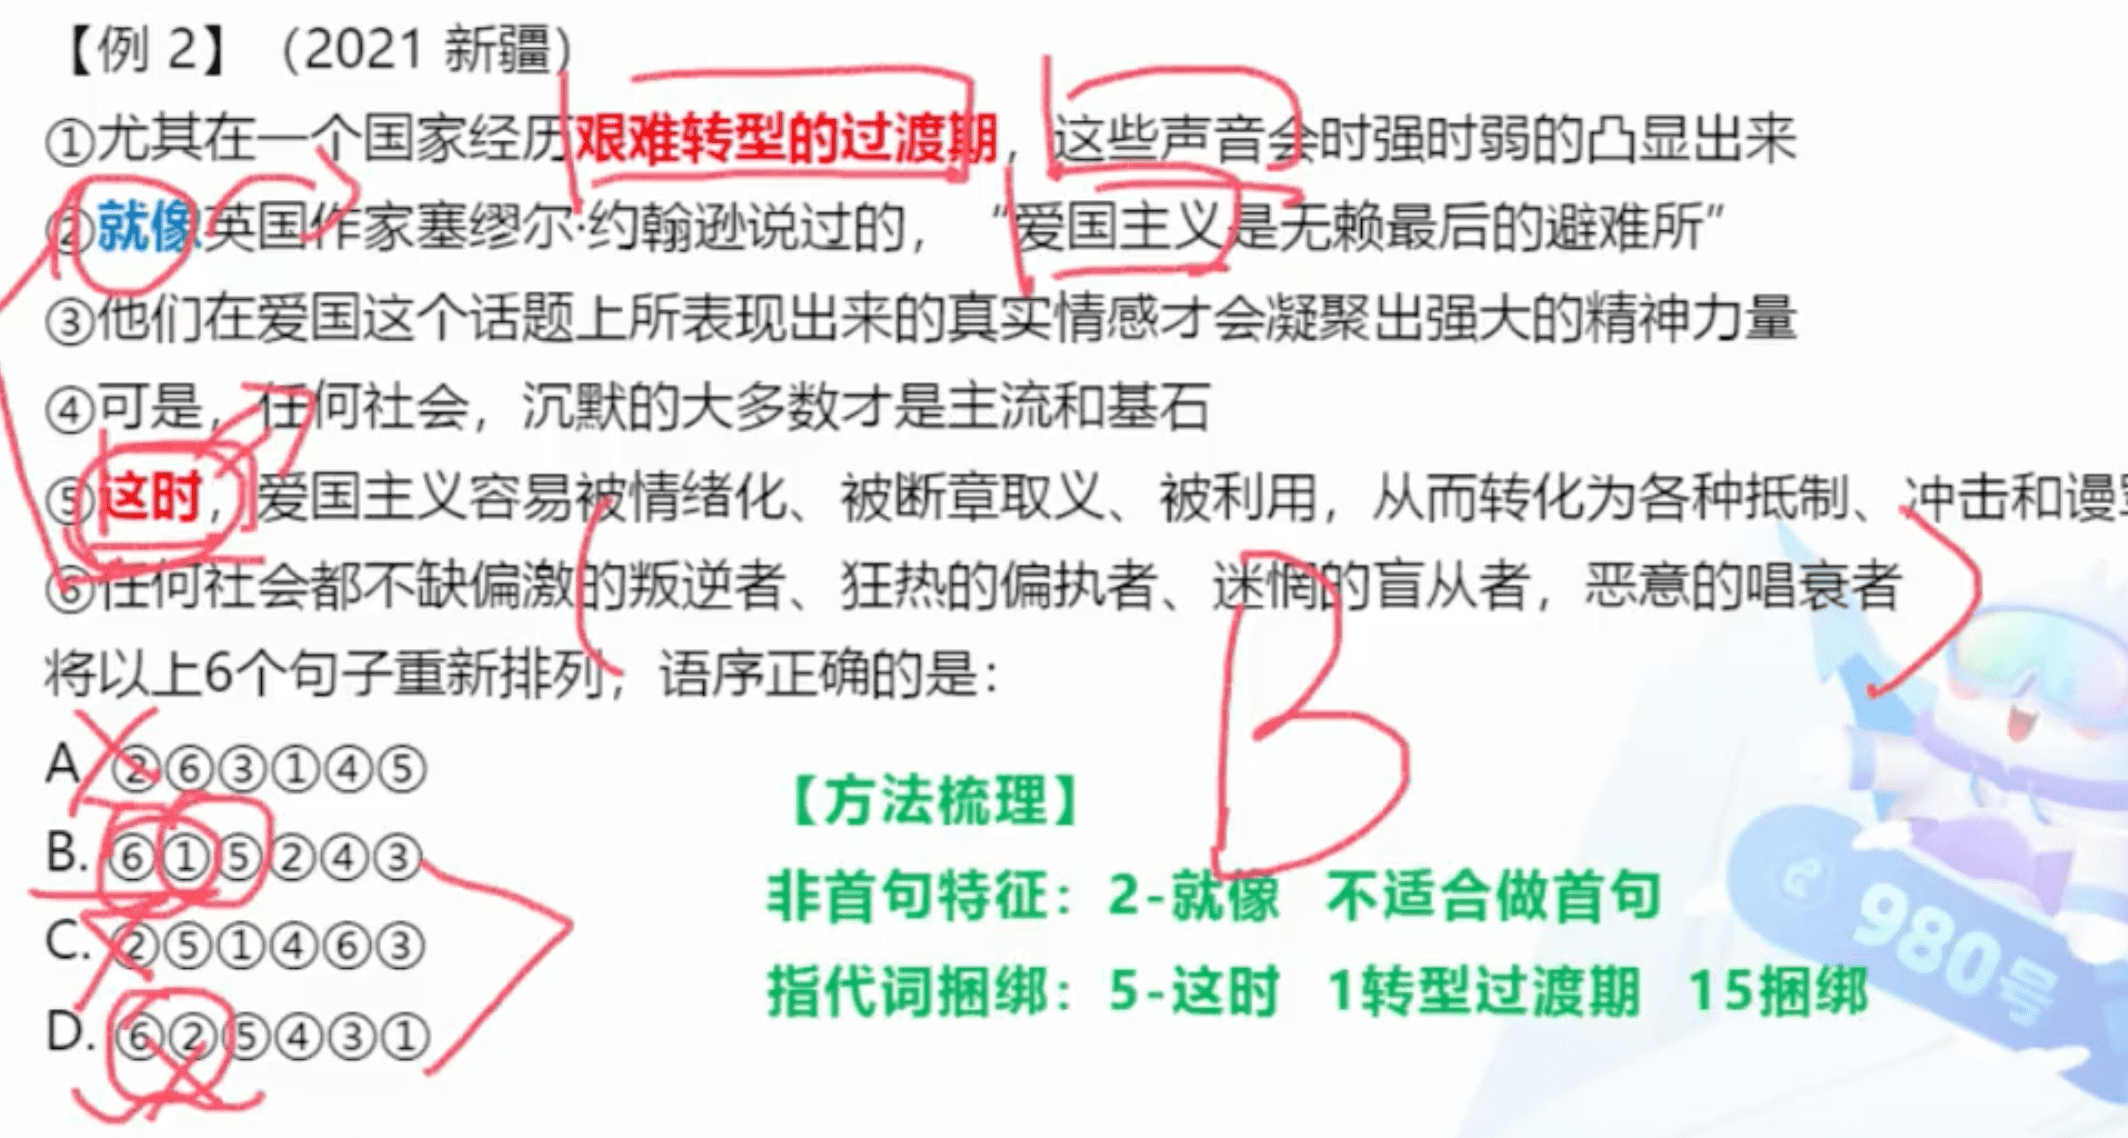 【例 2】（2021 新疆）
①尤其在一个国家经历艰难转型的过渡期，这些声音会时强时弱的凸显出来
②就像英国作家塞缪尔·约翰逊说过的，“爱国主义是无赖最后的避难所”
③他们在爱国这个话题上所表现出来的真实情感才会凝聚出强大的精神力量
④可是，任何社会，沉默的大多数才是主流和基石
⑤这时，爱国主义容易被情绪化、被断章取义、被利用，从而转化为各种抵制、冲击和谩
⑥任何社会都不缺偏激的叛逆者、狂热的偏执者、迷惘的盲从者，恶意的唱衰者
将以上6个句子重新排列，语序正确的是：
A ②⑥③①④⑤
B. ⑥①⑤②④③
C. ②⑤①④⑥③
D. ⑥②⑤④③①
B
【方法梳理】
非首句特征：2-就像 不适合做首句
指代词捆绑：5-这时 1转型过渡期 15捆绑
980号